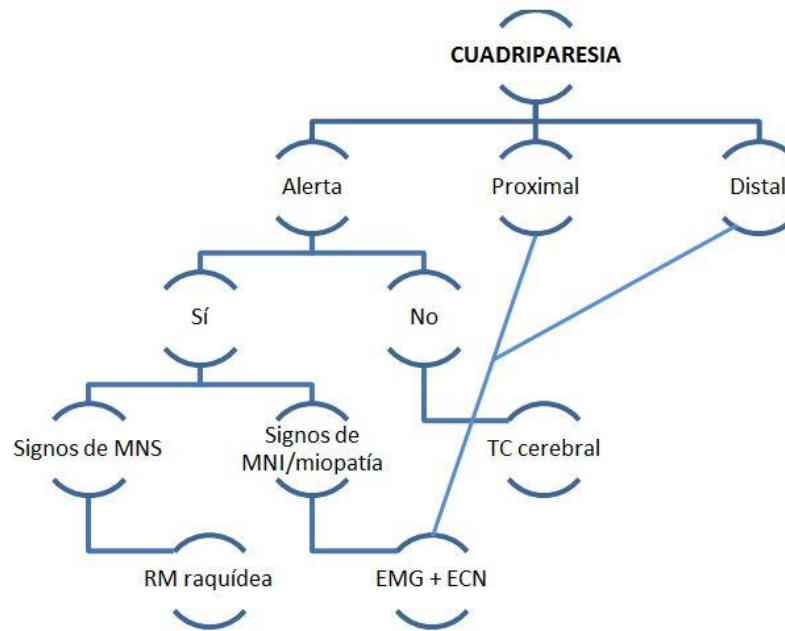 CUADRIPARESIA
Alerta
Proximal
Distal
Sí
No
Signos de MNS
Signos de
MNI/miopatía
TC cerebral
RM raquídea
EMG + ECN